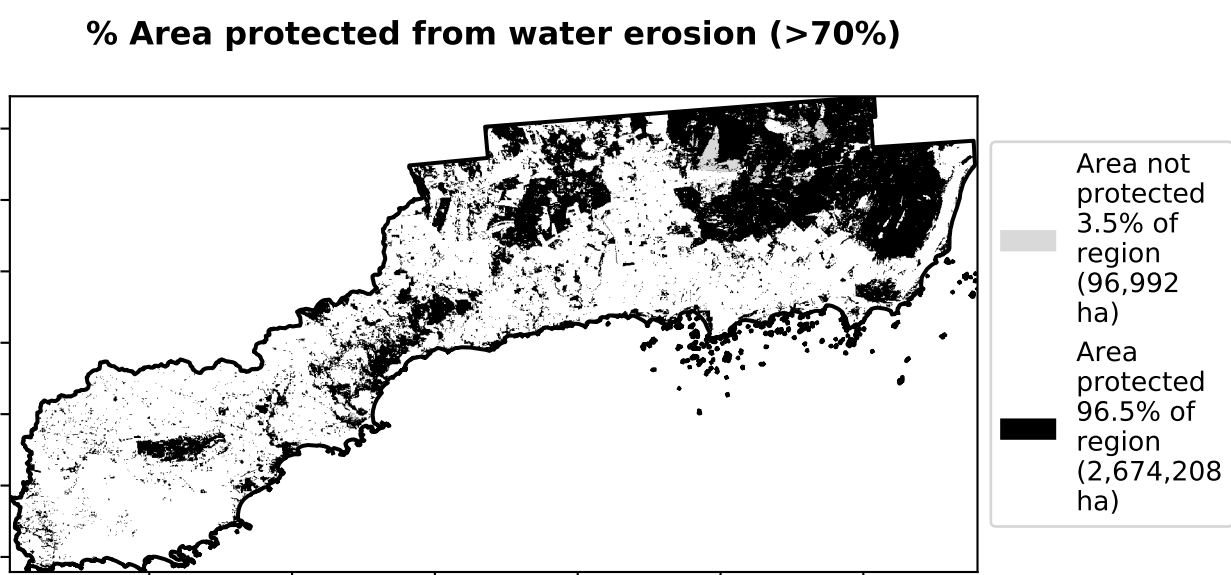 % Area protected from water erosion (>70%)
Area not
protected
3.5% of
region
(96,992
ha)
Area
protected
96.5% of
region
(2,674,208
ha)